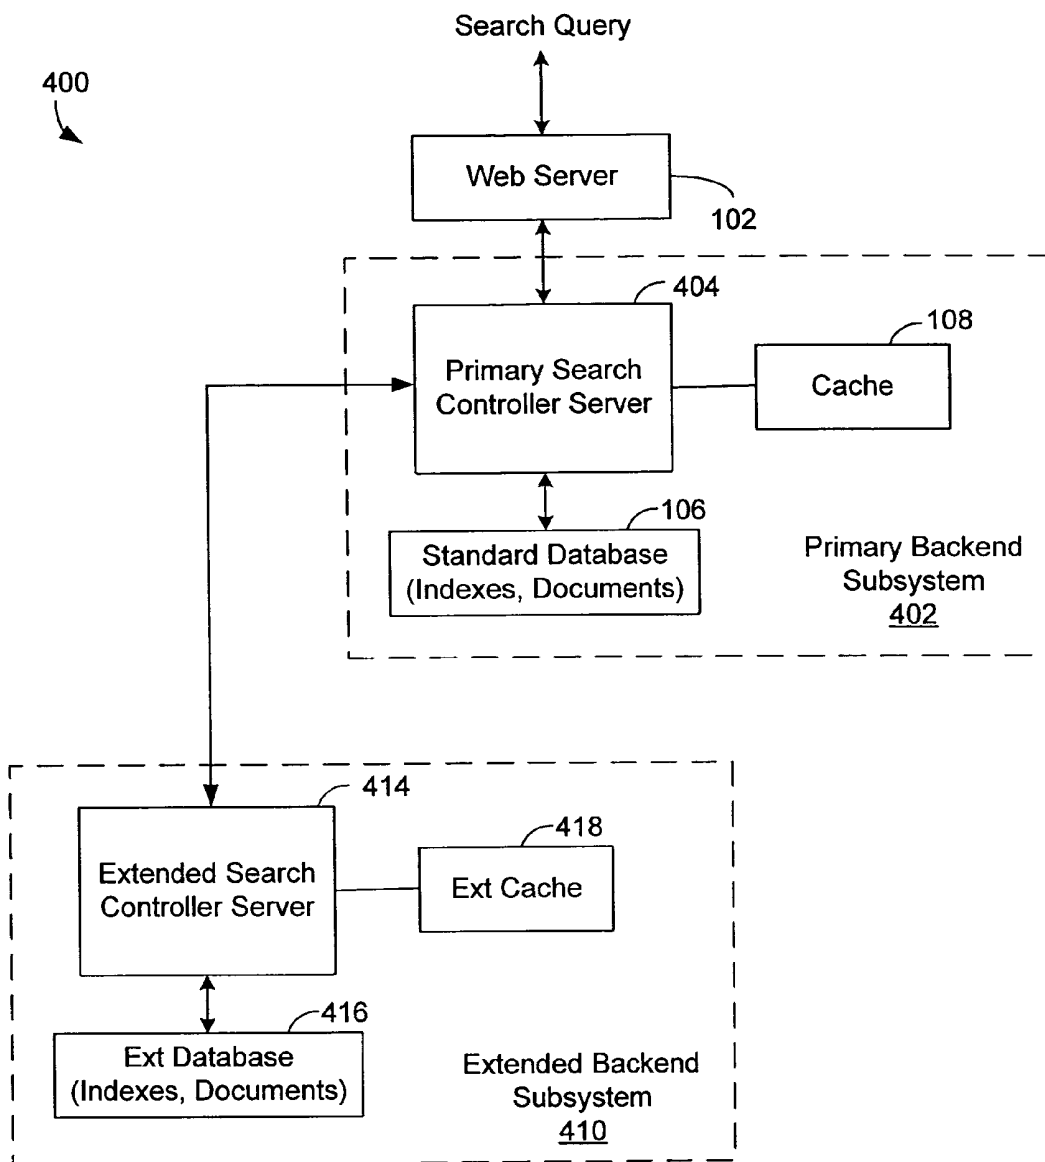 Search Query
400
Web Server
102
404
108
Primary Search
Controller Server
Cache
106
Standard Database
(Indexes, Documents)
Primary Backend
Subsystem
402
414
418
Extended Search
Controller Server
Ext Cache
416
Ext Database
(Indexes, Documents)
Extended Backend
Subsystem
410